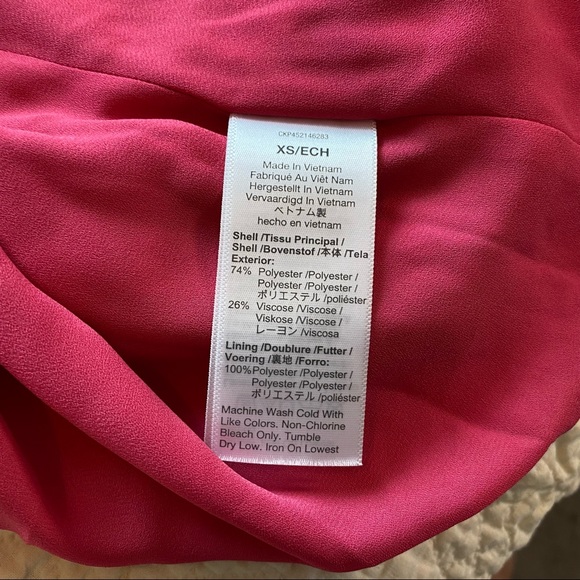 CKP452146283
XS/ECH
Made In Vietnam
Fabriqué Au Viêt Nam
Hergestellt In Vietnam
Vervaardigd In Vietnam
ベトナム製
hecho en vietnam
Shell /Tissu Principal /
Shell /Bovenstof /本体 /Tela
Exterior:
74% Polyester /Polyester /
Polyester /Polyester /
ポリエステル /poliéster
26% Viscose /Viscose /
Viskose /Viscose /
レーヨン /viscosa
Lining /Doublure /Futter /
Voering /裏地 /Forro:
100%Polyester /Polyester /
Polyester /Polyester /
ポリエステル /poliéster
Machine Wash Cold With
Like Colors. Non-Chlorine
Bleach Only. Tumble
Dry Low. Iron On Lowest